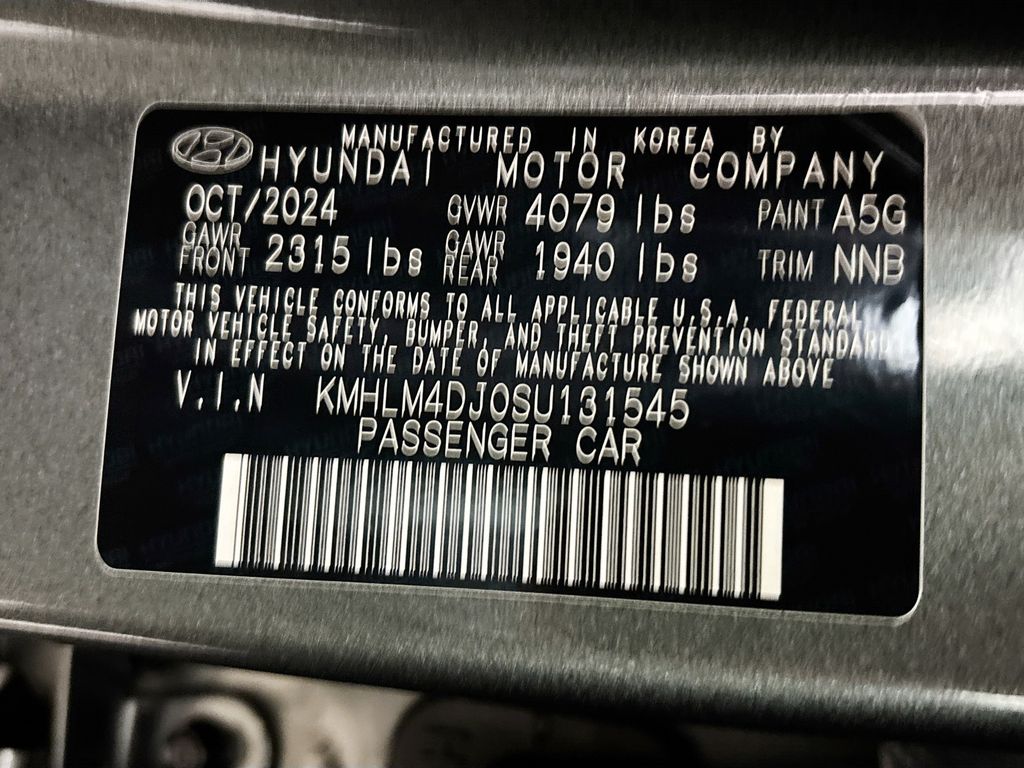 MANUFACTURED IN KOREA BY
HYUNDAI MOTOR COMPANY
OCT/2024 GVWR 4079 lbs PAINT A5G
GAWR FRONT 2315 lbs GAWR REAR 1940 lbs TRIM NNB
THIS VEHICLE CONFORMS TO ALL APPLICABLE U.S.A. FEDERAL
MOTOR VEHICLE SAFETY, BUMPER, AND THEFT PREVENTION STANDARD
IN EFFECT ON THE DATE OF MANUFACTURE SHOWN ABOVE
V.I.N KMHLM4DJ0SU131545
PASSENGER CAR